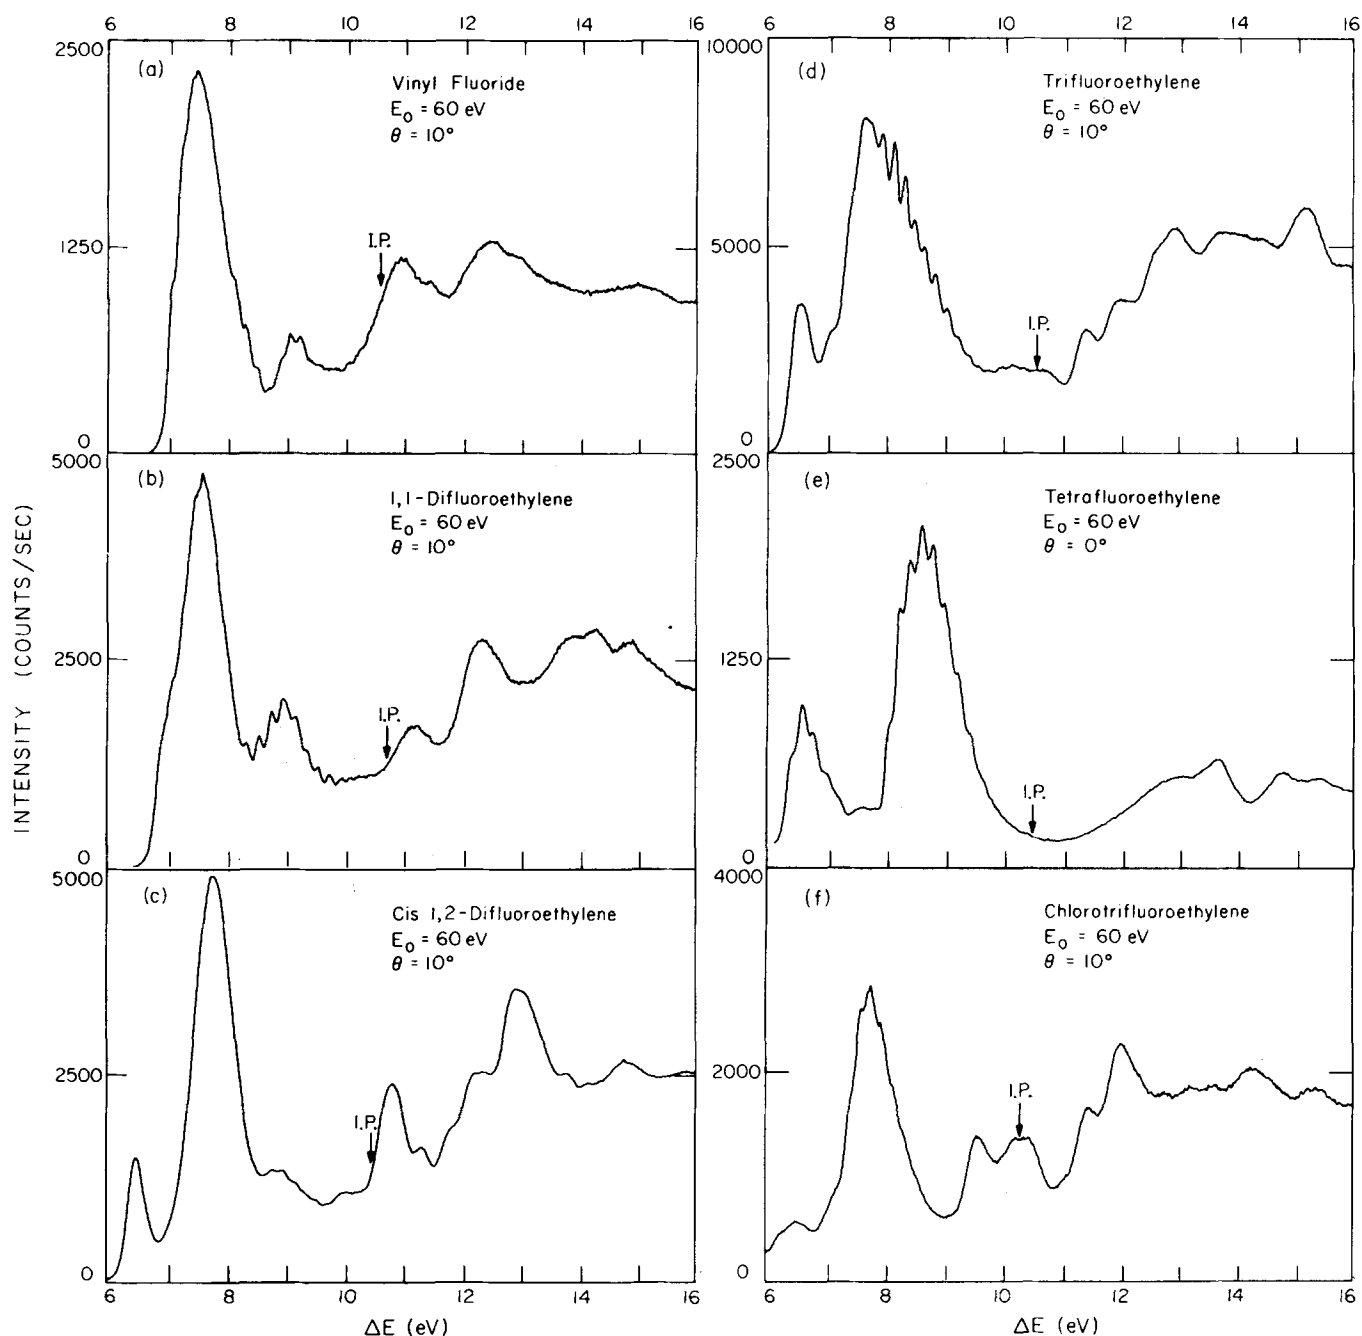 6 8 10 12 14 16
2500
(a)
Vinyl Fluoride
E₀ = 60 eV
θ = 10°
1250
I.P.
0
5000
(b)
1,1-Difluoroethylene
E₀ = 60 eV
θ = 10°
2500
I.P.
0
5000
(c)
Cis 1,2-Difluoroethylene
E₀ = 60 eV
θ = 10°
2500
I.P.
0
6 8 10 12 14 16
ΔE (eV)
INTENSITY (COUNTS/SEC)
6 8 10 12 14 16
10000
(d)
Trifluoroethylene
E₀ = 60 eV
θ = 10°
5000
I.P.
0
2500
(e)
Tetrafluoroethylene
E₀ = 60 eV
θ = 0°
1250
I.P.
0
4000
(f)
Chlorotrifluoroethylene
E₀ = 60 eV
θ = 10°
2000
I.P.
0
6 8 10 12 14 16
ΔE (eV)